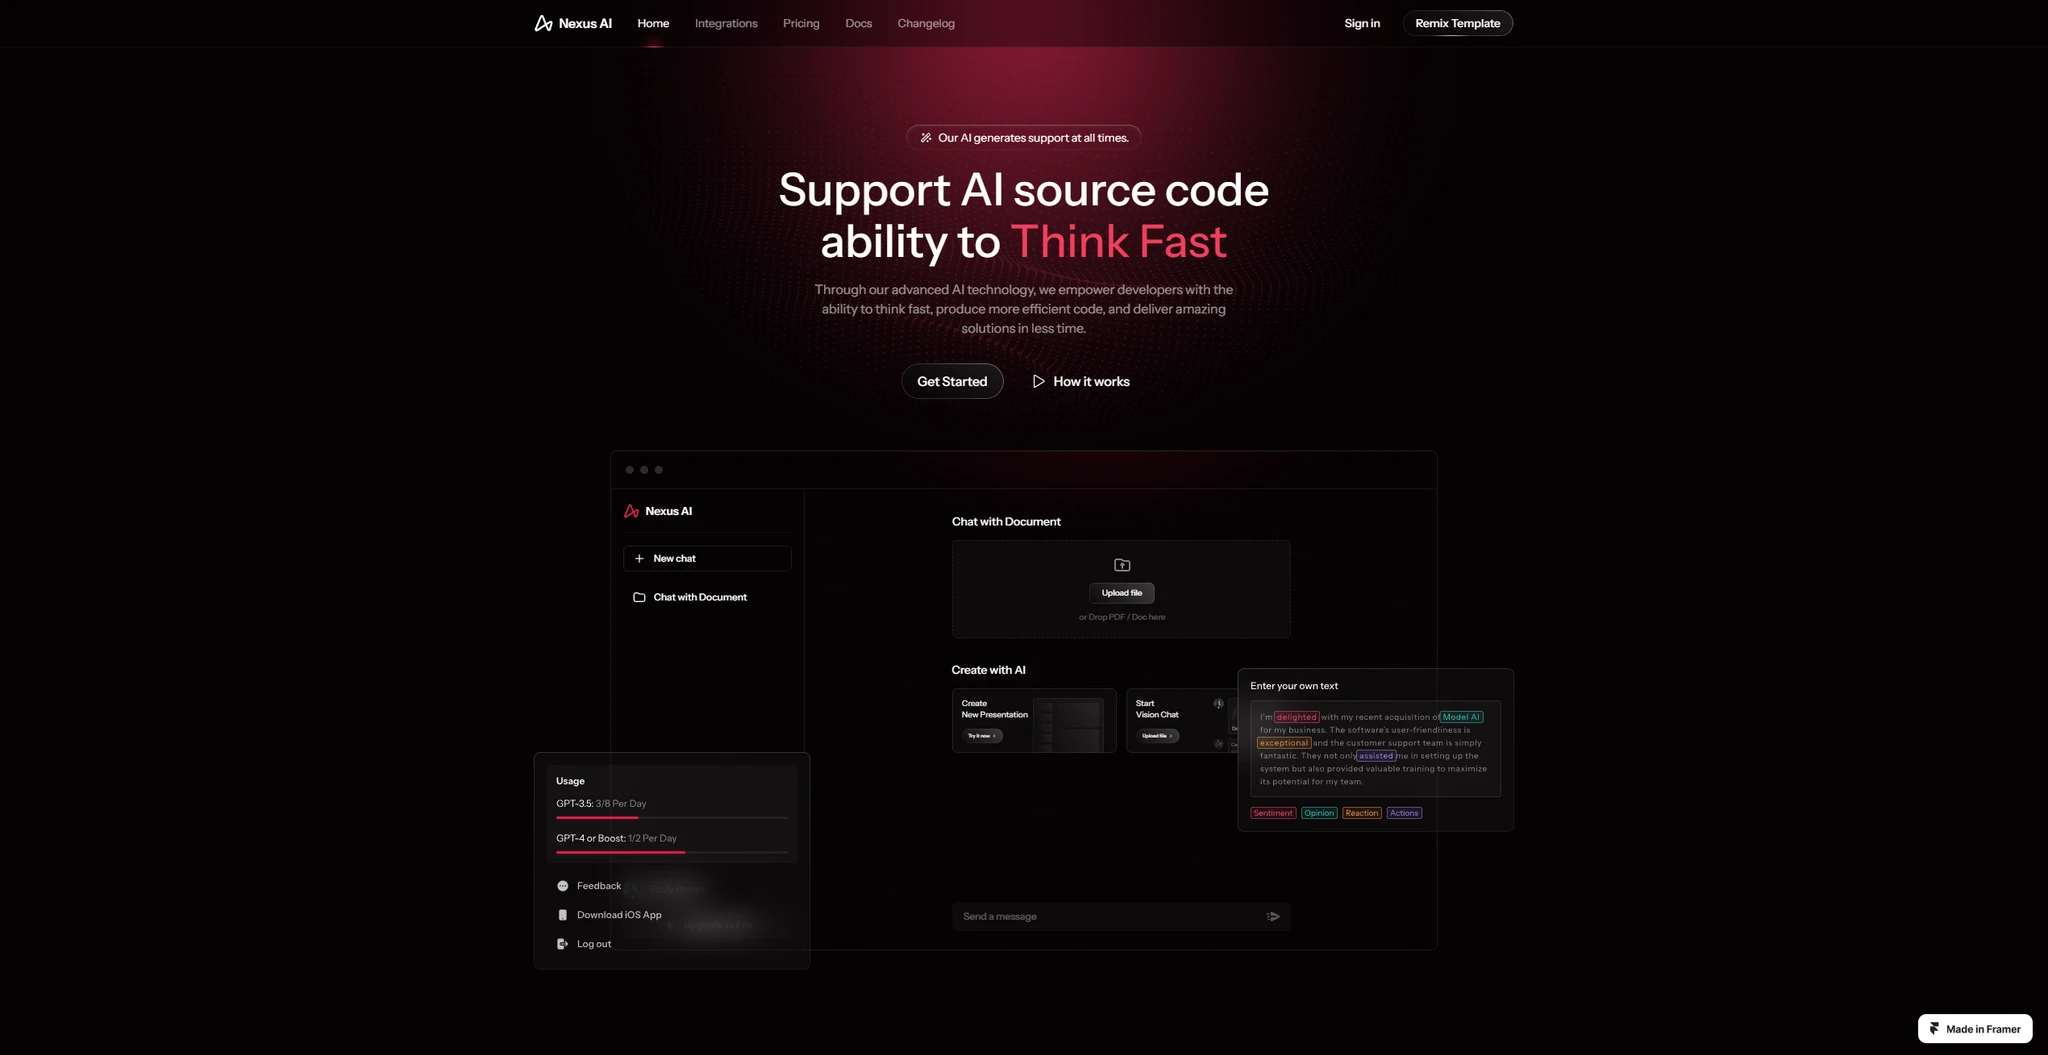 Nexus AI
Home
Integrations
Pricing
Docs
Changelog
Sign in
Remix Template
Our AI generates support at all times.
Support AI source code
ability to Think Fast
Through our advanced AI technology, we empower developers with the
ability to think fast, produce more efficient code, and deliver amazing
solutions in less time.
Get Started
How it works
Nexus AI
New chat
Chat with Document
Chat with Document
Upload file
or Drop PDF / Doc here
Create with AI
Create
New Presentation
Try it now
Start
Vision Chat
Upload file
Enter your own text
I'm delighted with my recent acquisition of Model AI
for my business. The software's user-friendliness is
exceptional and the customer support team is simply
fantastic. They not only assisted me in setting up the
system but also provided valuable training to maximize
its potential for my team.
Sentiment
Opinion
Reaction
Actions
Usage
GPT-3.5: 3/8 Per Day
GPT-4 or Boost: 1/2 Per Day
Feedback
Download iOS App
Log out
Send a message
Made in Framer